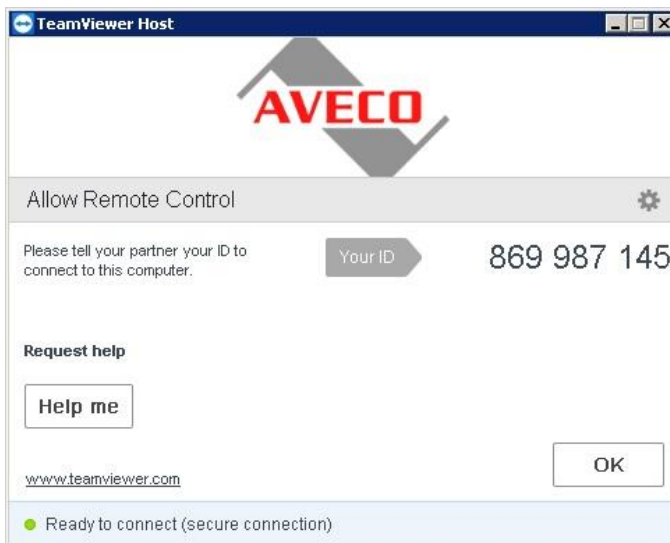 TeamViewer Host
AVECO
Allow Remote Control
Please tell your partner your ID to
connect to this computer.
Your ID
869 987 145
Request help
Help me
OK
www.teamviewer.com
Ready to connect (secure connection)